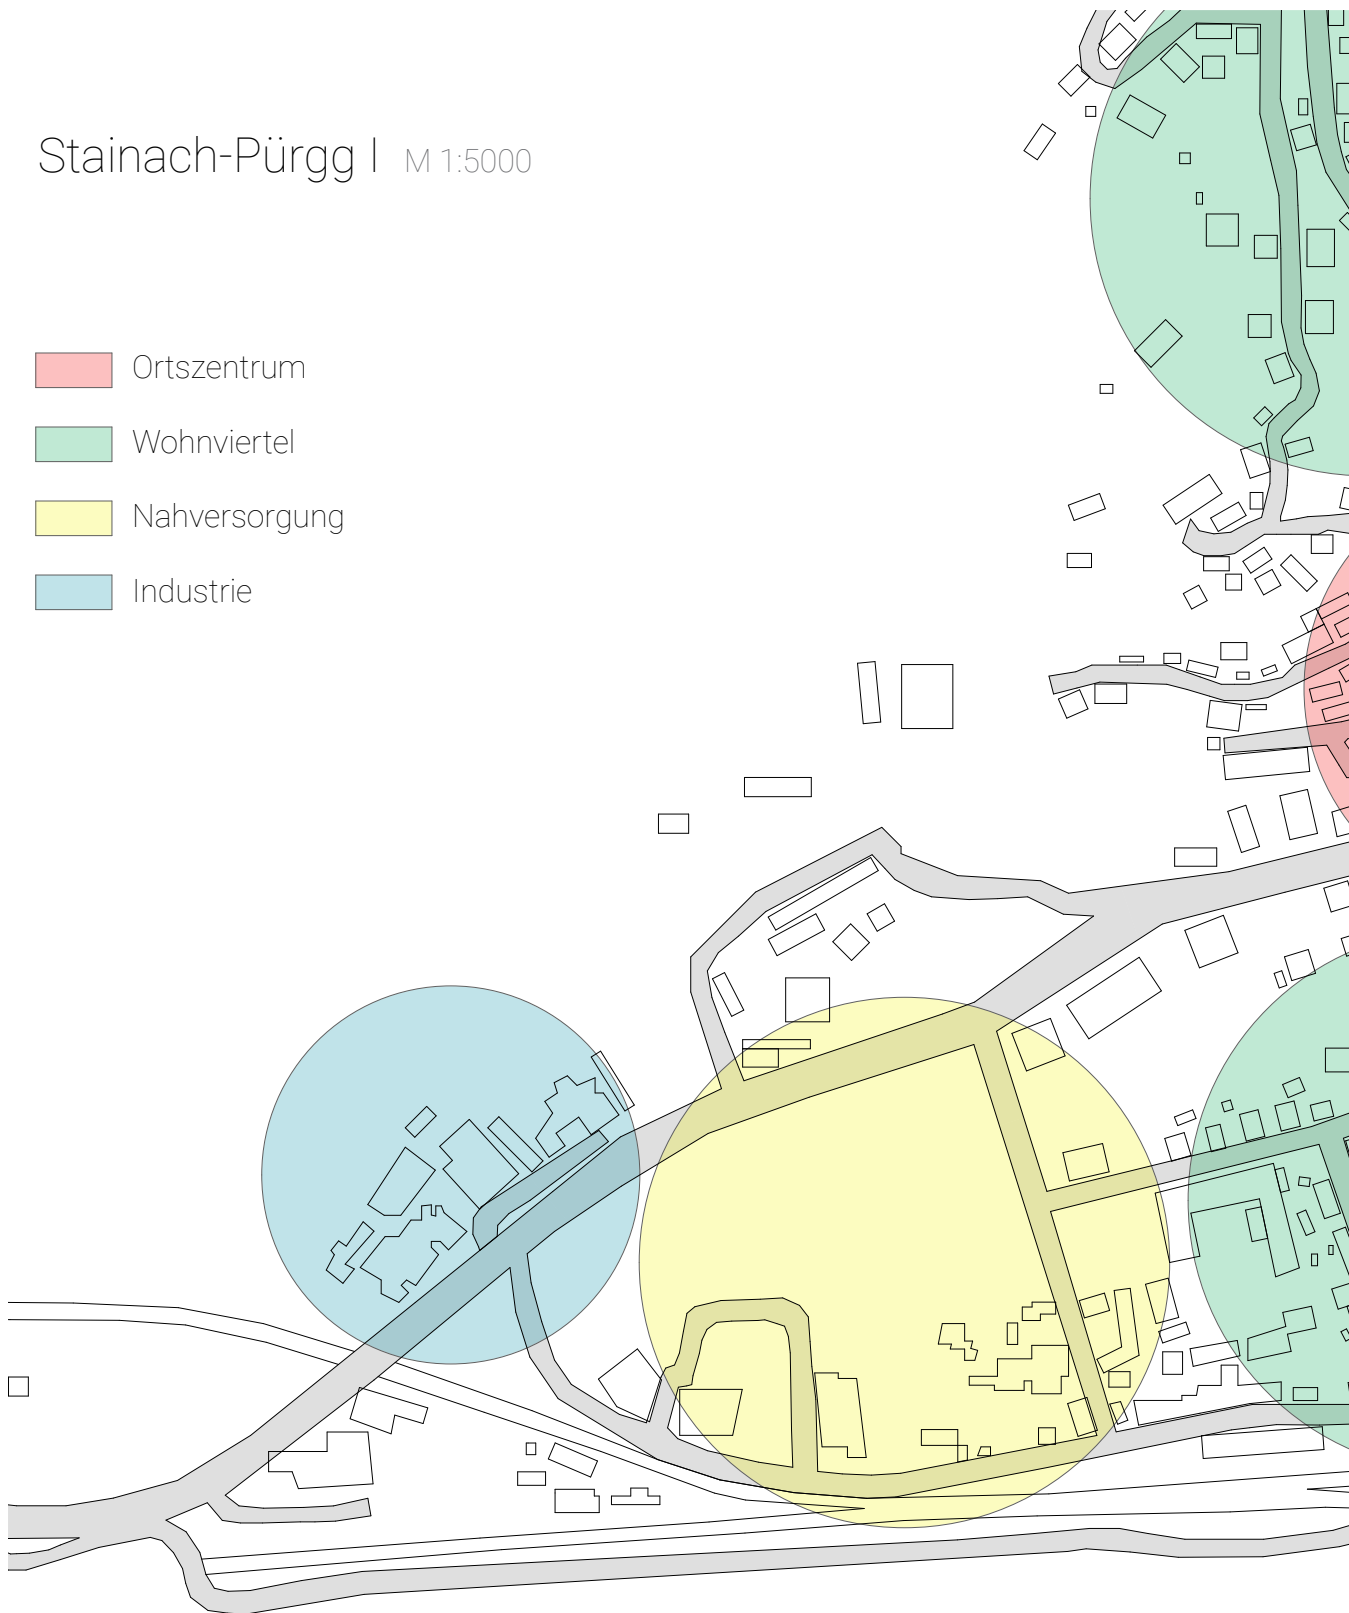 Stainach-Pürgg I M 1:5000
Ortszentrum
Wohnviertel
Nahversorgung
Industrie